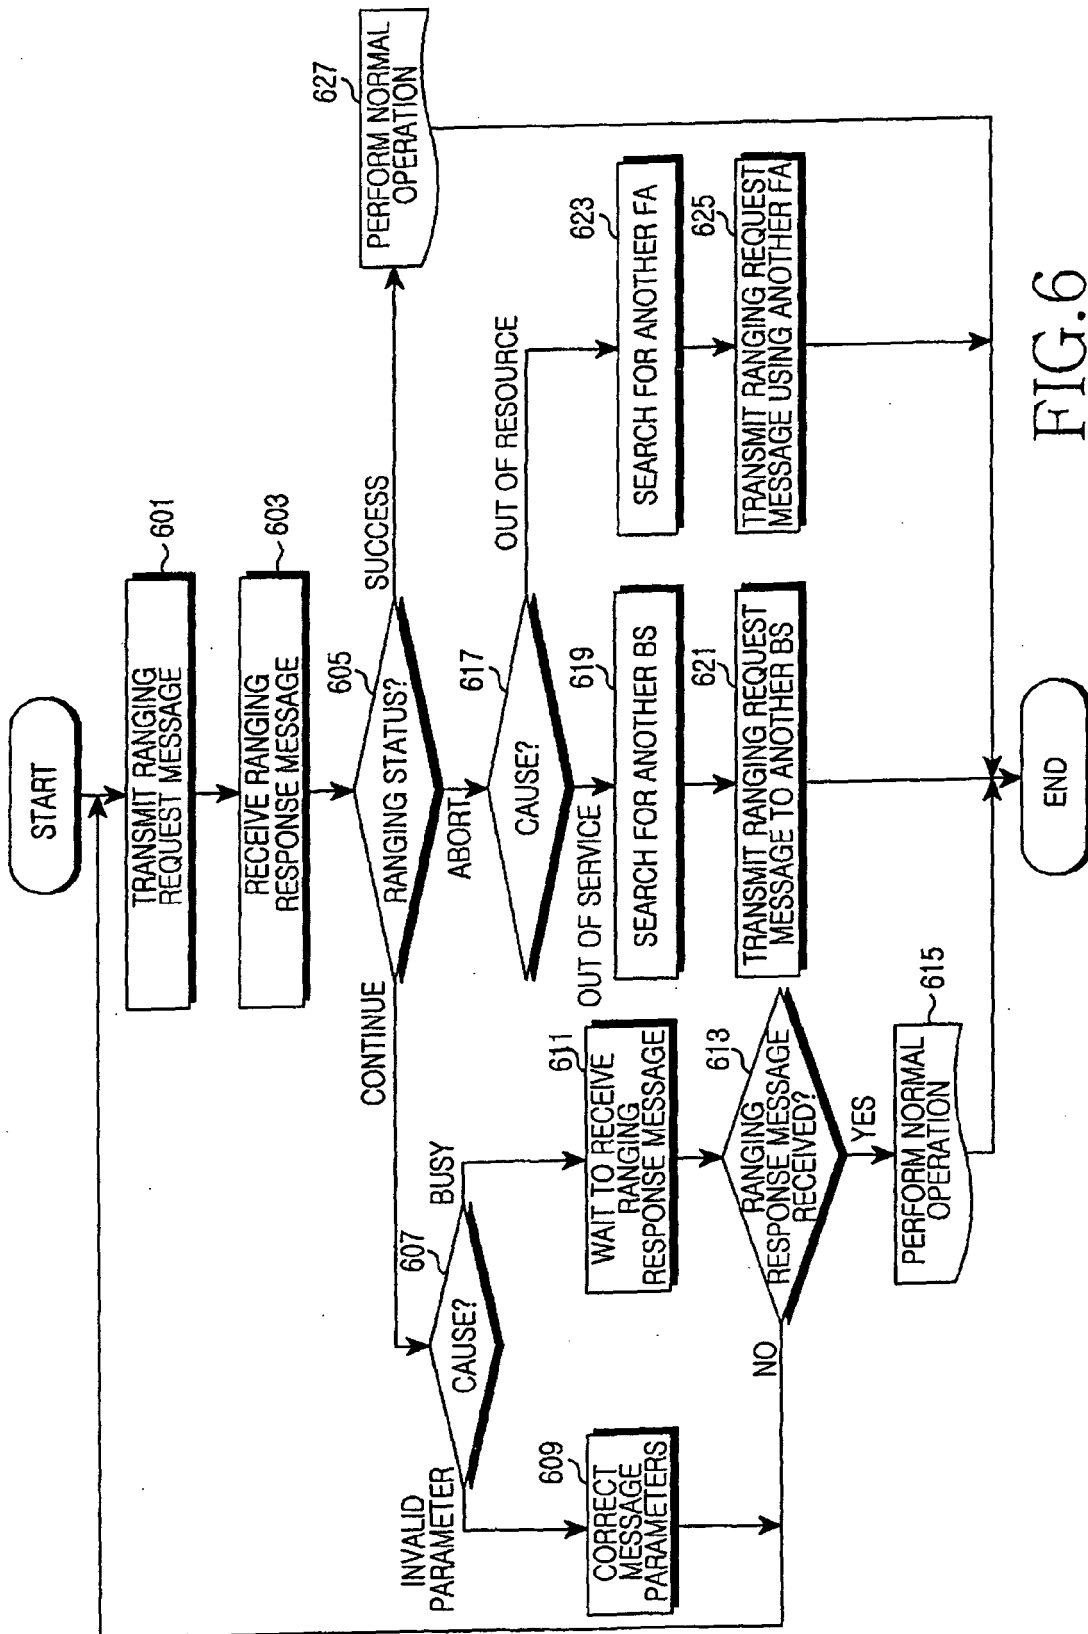 START
TRANSMIT RANGING
REQUEST MESSAGE
601
RECEIVE RANGING
RESPONSE MESSAGE
603
RANGING STATUS?
605
CONTINUE
ABORT
SUCCESS
PERFORM NORMAL
OPERATION
627
CAUSE?
607
INVALID
PARAMETER
BUSY
CAUSE?
617
OUT OF SERVICE
OUT OF RESOURCE
CORRECT
MESSAGE
PARAMETERS
609
WAIT TO RECEIVE
RANGING
RESPONSE MESSAGE
611
SEARCH FOR ANOTHER BS
619
SEARCH FOR ANOTHER FA
623
RANGING
RESPONSE MESSAGE
RECEIVED?
613
NO
YES
TRANSMIT RANGING REQUEST
MESSAGE TO ANOTHER BS
621
TRANSMIT RANGING REQUEST
MESSAGE USING ANOTHER FA
625
PERFORM NORMAL
OPERATION
615
END
FIG.6